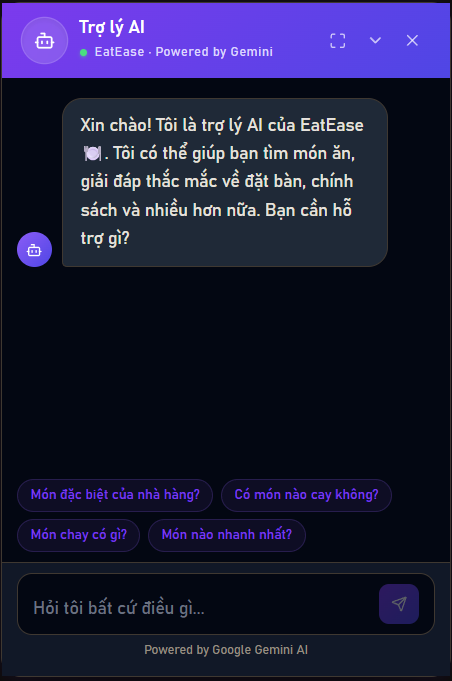 Trợ lý AI
EatEase · Powered by Gemini
Xin chào! Tôi là trợ lý AI của EatEase
🍽️. Tôi có thể giúp bạn tìm món ăn,
giải đáp thắc mắc về đặt bàn, chính
sách và nhiều hơn nữa. Bạn cần hỗ
trợ gì?
Món đặc biệt của nhà hàng?
Có món nào cay không?
Món chay có gì?
Món nào nhanh nhất?
Hỏi tôi bất cứ điều gì...
Powered by Google Gemini AI